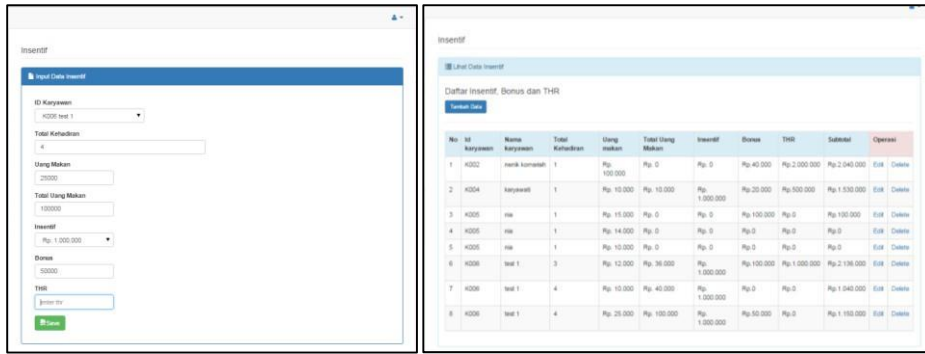 Insentif
Input Data Insentif
ID Karyawan
K006 test 1
Total Kehadiran
4
Uang Makan
25000
Total Uang Makan
100000
Insentif
Rp. 1.000.000
Bonus
50000
THR
enter thr
Save
Insentif
Lihat Data Insentif
Daftar Insentif, Bonus dan THR
Tambah Data
No Id karyawan Nama karyawan Total Kehadiran Uang makan Total Uang Makan Insentif Bonus THR Subtotal Operasi
1 K002 nenik komariah 1 Rp. 100.000 Rp. 0 Rp. 0 Rp.40.000 Rp.2.000.000 Rp.2.040.000 Edit Delete
2 K004 karyawati 1 Rp. 10.000 Rp. 10.000 Rp. 1.000.000 Rp.20.000 Rp.500.000 Rp.1.530.000 Edit Delete
3 K005 nia 1 Rp. 15.000 Rp. 0 Rp. 0 Rp.100.000 Rp.0 Rp.100.000 Edit Delete
4 K005 nia 1 Rp. 14.000 Rp. 0 Rp. 0 Rp.0 Rp.0 Rp.0 Edit Delete
5 K005 nia 1 Rp. 10.000 Rp. 0 Rp. 0 Rp.0 Rp.0 Rp.0 Edit Delete
6 K006 test 1 3 Rp. 12.000 Rp. 36.000 Rp. 1.000.000 Rp.100.000 Rp.1.000.000 Rp.2.136.000 Edit Delete
7 K006 test 1 4 Rp. 10.000 Rp. 40.000 Rp. 1.000.000 Rp.0 Rp.0 Rp.1.040.000 Edit Delete
8 K006 test 1 4 Rp. 25.000 Rp. 100.000 Rp. 1.000.000 Rp.50.000 Rp.0 Rp.1.150.000 Edit Delete